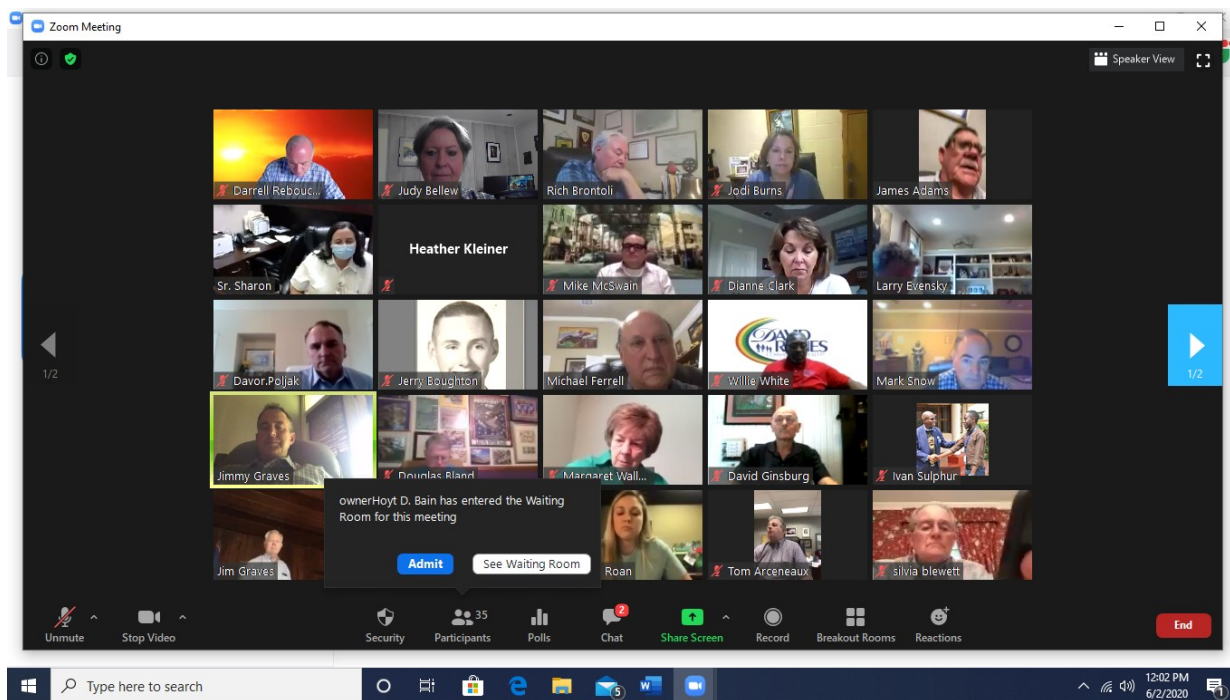 Zoom Meeting
Speaker View
Darrell Rebouc...
Judy Bellew
Rich Brontoli
Jodi Burns
James Adams
Sr. Sharon
Heather Kleiner
Mike McSwain
Dianne Clark
Larry Evensky
1/2
Davor.Poljak
Jerry Boughton
Michael Ferrell
DAVID
Willie White
Mark Snow
1/2
Jimmy Graves
Douglas Bland
Margaret Wall...
David Ginsburg
Ivan Sulphur
ownerHoyt D. Bain has entered the Waiting
Room for this meeting
Admit
See Waiting Room
Jim Graves
Roan
Tom Arceneaux
silvia blewett
Unmute
Stop Video
Security
35
Participants
Polls
2
Chat
Share Screen
Record
Breakout Rooms
Reactions
End
Type here to search
5
12:02 PM
6/2/2020